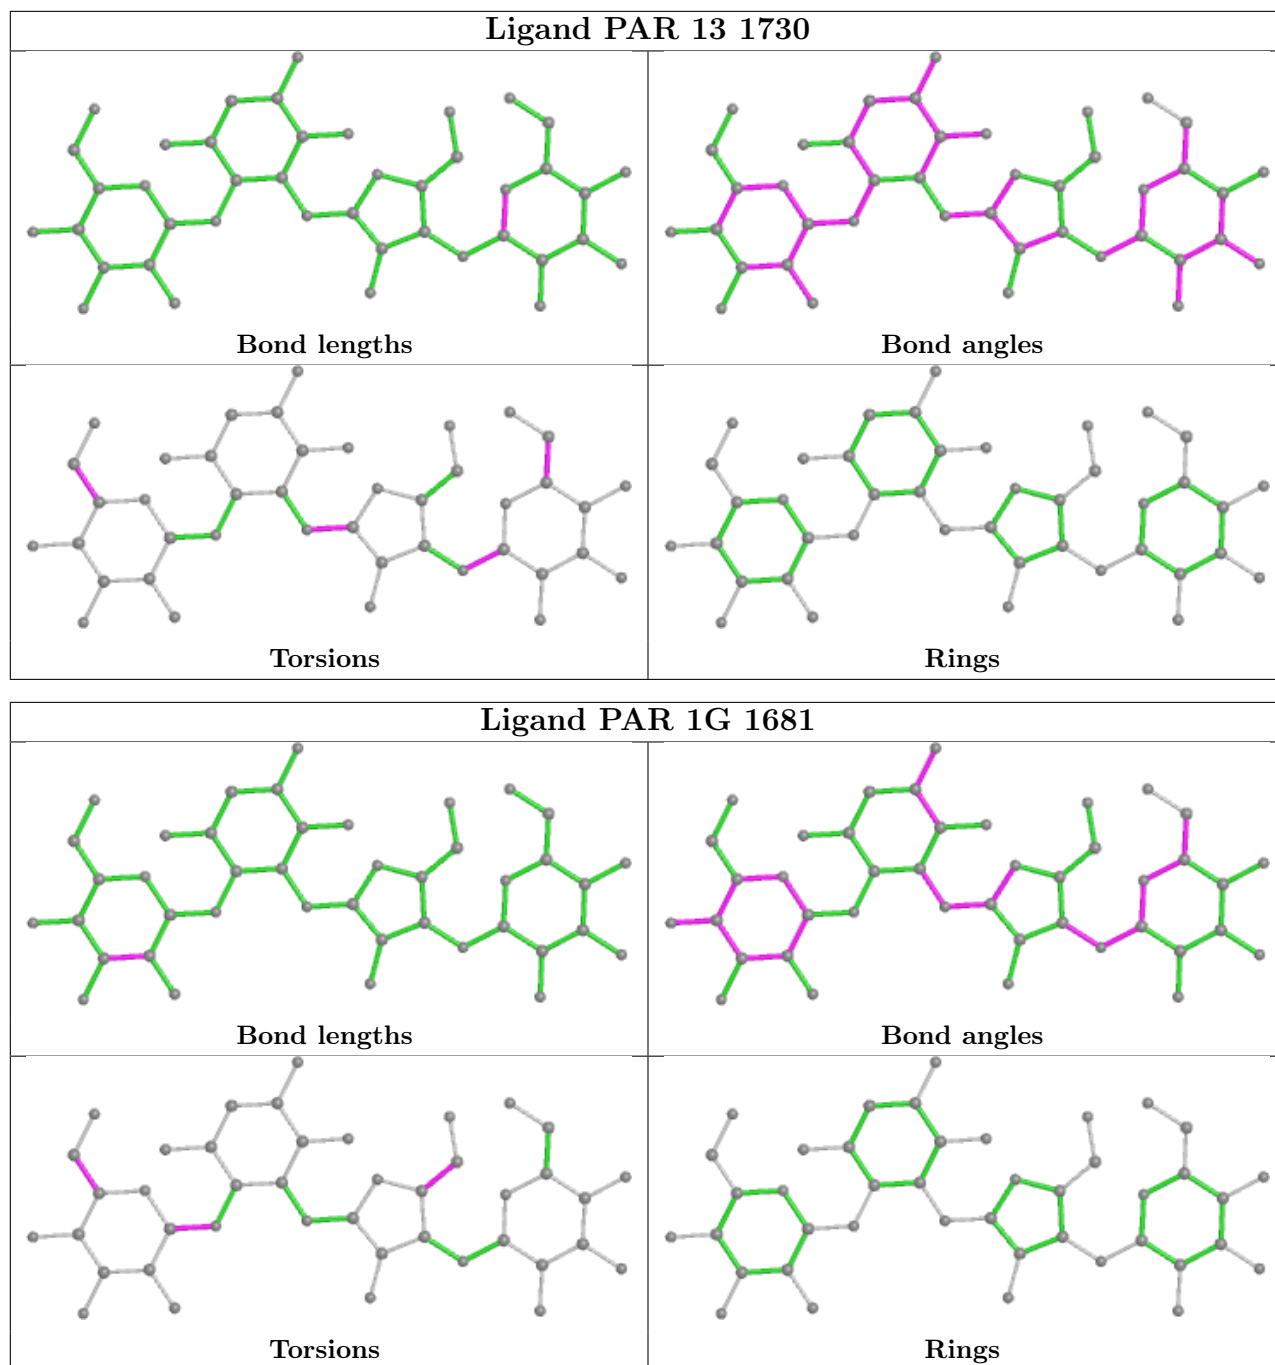 Ligand PAR 13 1730
Bond lengths
Bond angles
Torsions
Rings
Ligand PAR 1G 1681
Bond lengths
Bond angles
Torsions
Rings